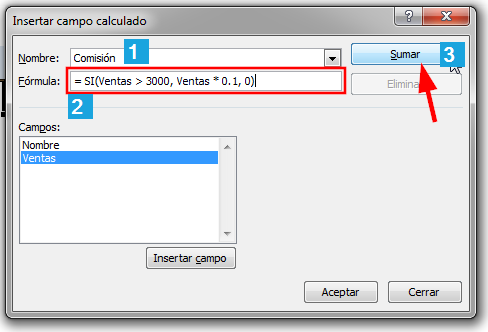 Insertar campo calculado
?
Nombre: Comisión 1 Sumar 3
Fórmula: = SI(Ventas > 3000, Ventas * 0.1, 0)
2
Campos:
Nombre
Ventas
Insertar campo
Aceptar Cerrar